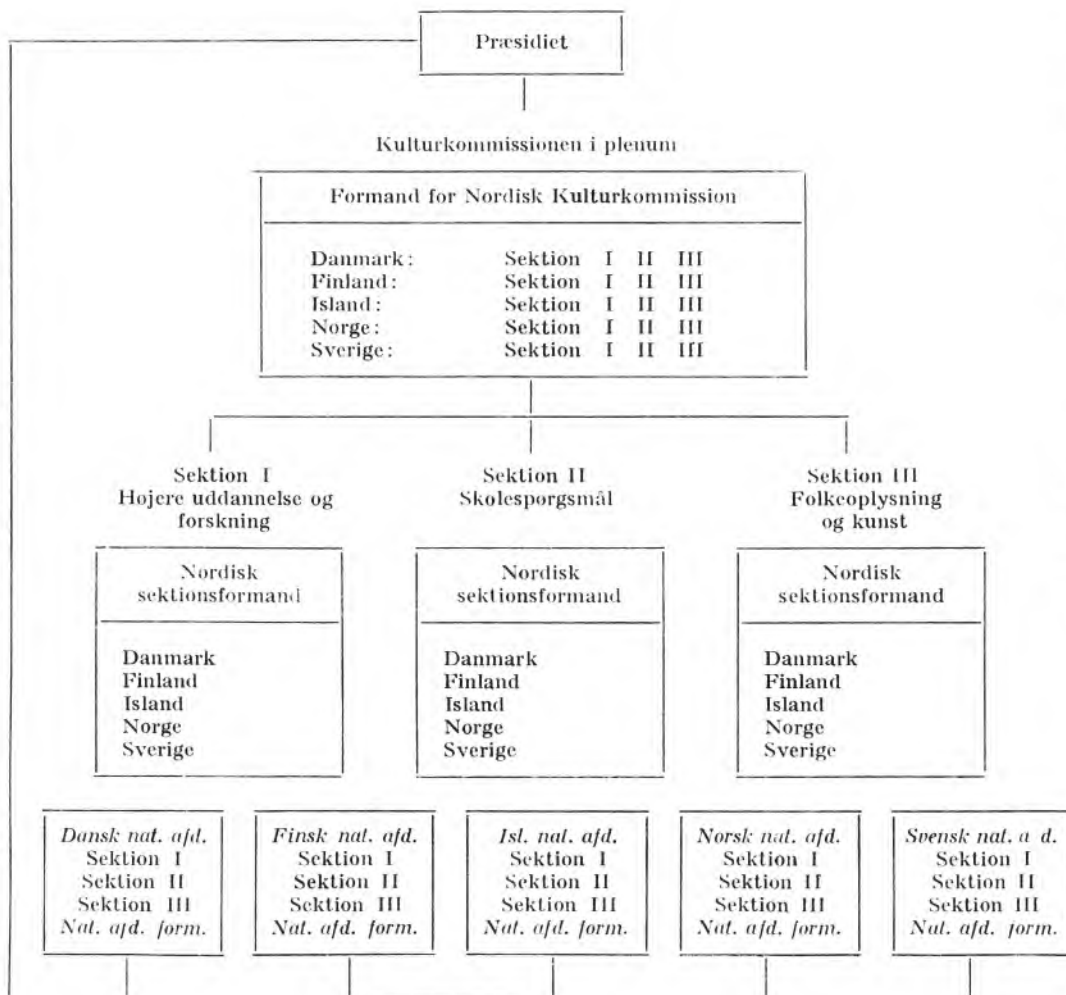 Præsidiet
Kulturkommissionen i plenum
Formand for Nordisk Kulturkommission
Danmark: Sektion I II III
Finland: Sektion I II III
Island: Sektion I II III
Norge: Sektion I II III
Sverige: Sektion I II III
Sektion I
Højere uddannelse og
forskning
Nordisk
sektionsformand
Danmark
Finland
Island
Norge
Sverige
Sektion II
Skolespørgsmål
Nordisk
sektionsformand
Danmark
Finland
Island
Norge
Sverige
Sektion III
Folkeoplysning
og kunst
Nordisk
sektionsformand
Danmark
Finland
Island
Norge
Sverige
Dansk nat. afd.
Sektion I
Sektion II
Sektion III
Nat. afd. form.
Finsk nat. afd.
Sektion I
Sektion II
Sektion III
Nat. afd. form.
Isl. nat. afd.
Sektion I
Sektion II
Sektion III
Nat. afd. form.
Norsk nat. afd.
Sektion I
Sektion II
Sektion III
Nat. afd. form.
Svensk nat. a d.
Sektion I
Sektion II
Sektion III
Nat. afd. form.